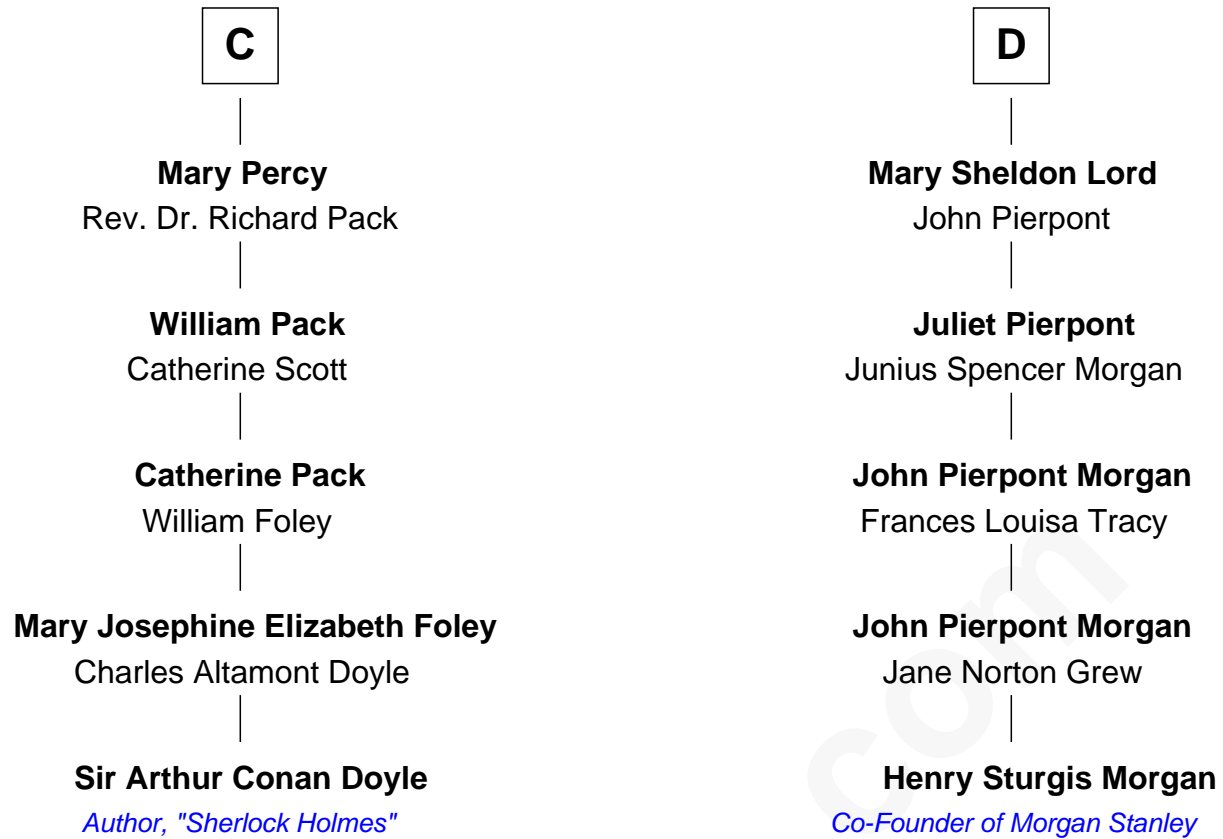 C
Mary Percy
Rev. Dr. Richard Pack
William Pack
Catherine Scott
Catherine Pack
William Foley
Mary Josephine Elizabeth Foley
Charles Altamont Doyle
Sir Arthur Conan Doyle
Author, "Sherlock Holmes"
D
Mary Sheldon Lord
John Pierpont
Juliet Pierpont
Junius Spencer Morgan
John Pierpont Morgan
Frances Louisa Tracy
John Pierpont Morgan
Jane Norton Grew
Henry Sturgis Morgan
Co-Founder of Morgan Stanley
com